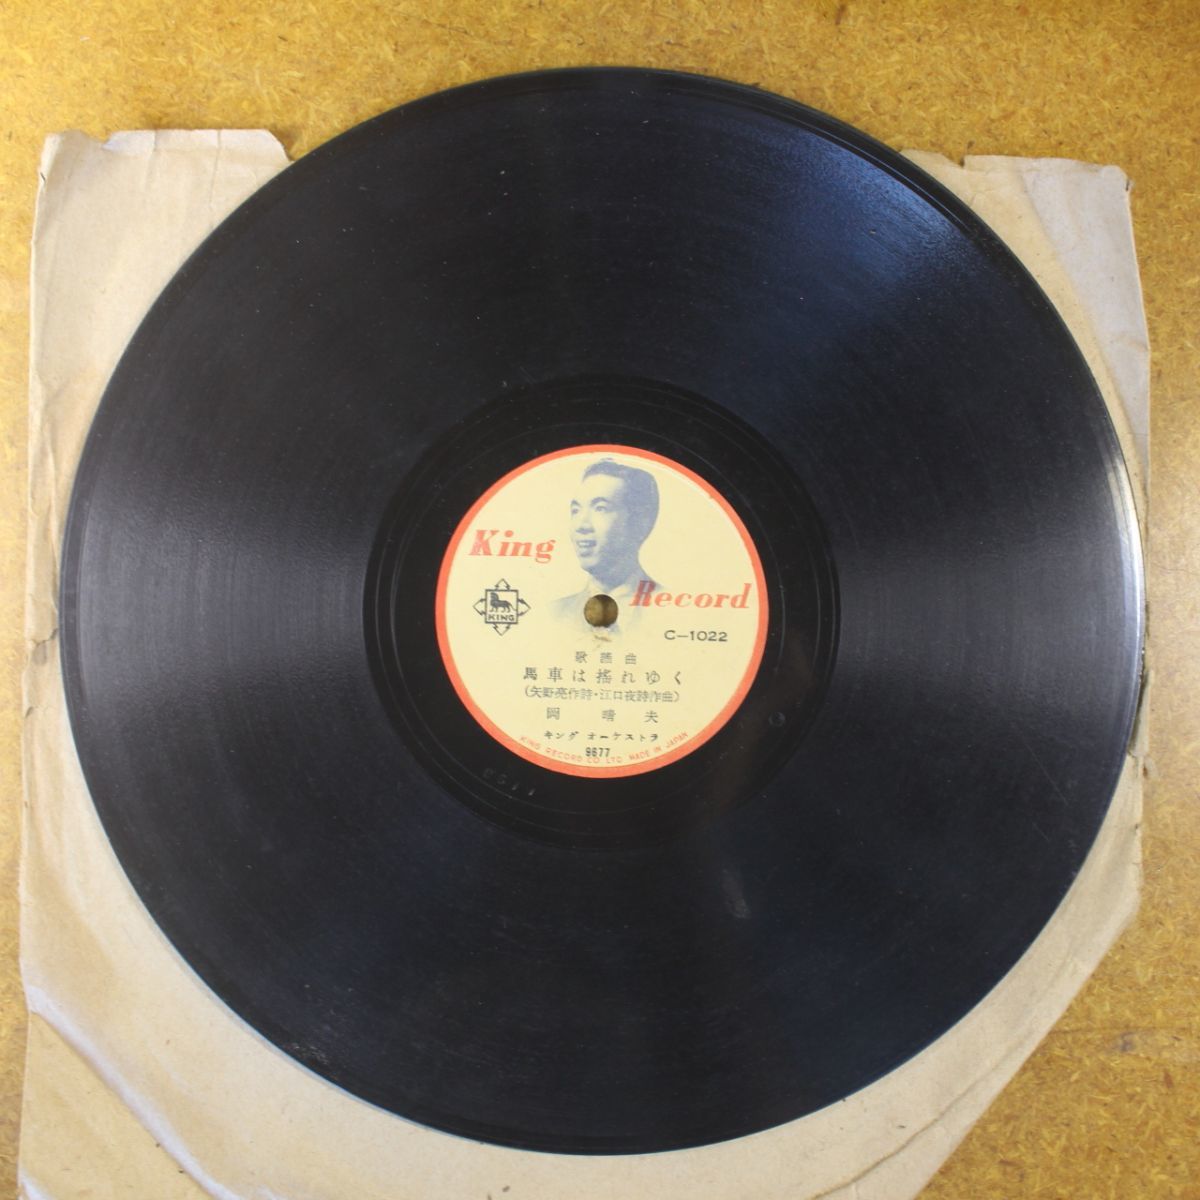 King
Record
KING
C-1022
歌謡曲
馬車は搖れゆく
(矢野亮作詩・江口夜詩作曲)
岡晴夫
キング オーケストラ
9677
KING RECORD CO LTD. MADE IN JAPAN